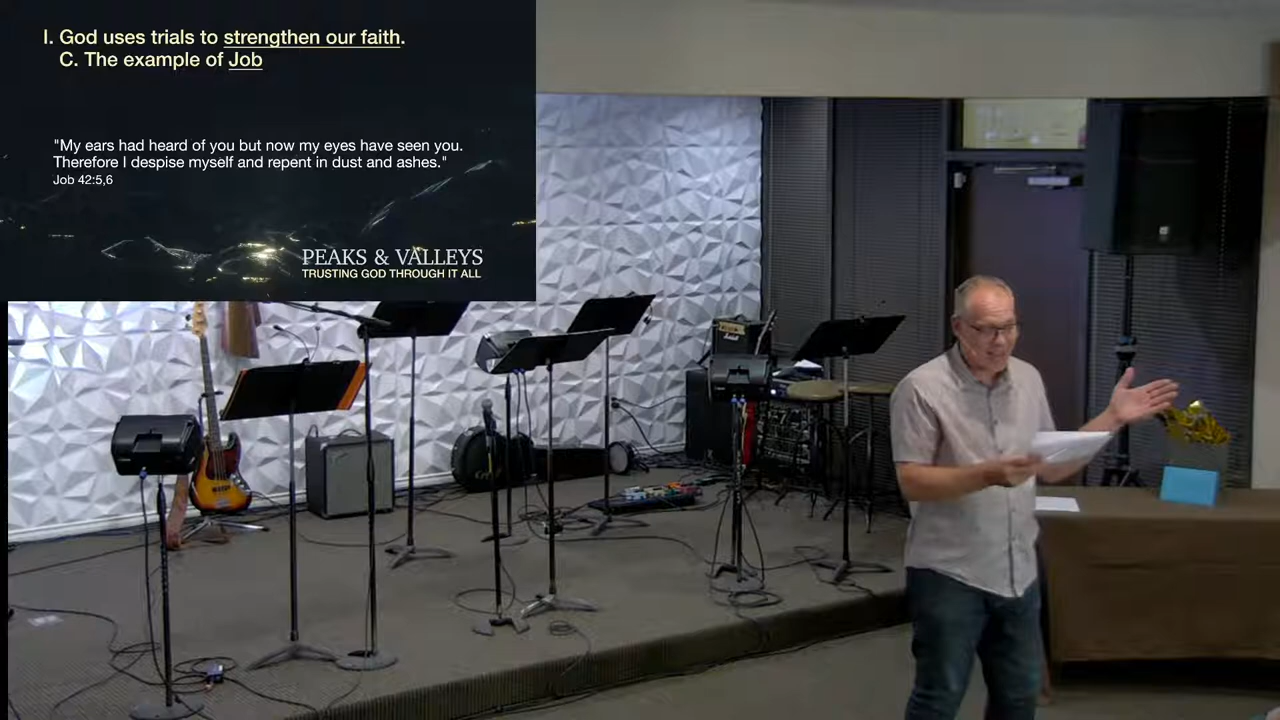 I. God uses trials to strengthen our faith.
C. The example of Job
"My ears had heard of you but now my eyes have seen you.
Therefore I despise myself and repent in dust and ashes."
Job 42:5,6
PEAKS & VALLEYS
TRUSTING GOD THROUGH IT ALL